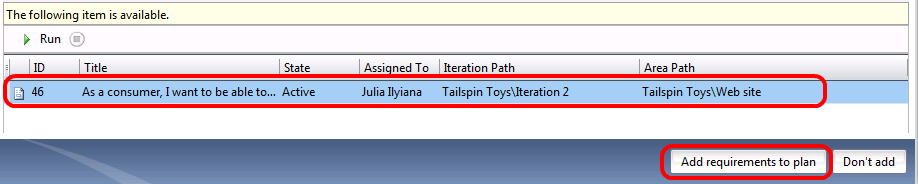 The following item is available.
Run
ID Title State Assigned To Iteration Path Area Path
46 As a consumer, I want to be able to... Active Julia Ilyiana Tailspin Toys\Iteration 2 Tailspin Toys\Web site
Add requirements to plan Don't add